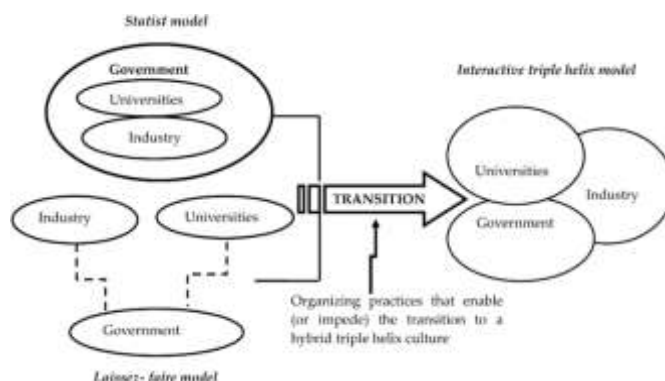 Statist model
Government
Universities
Industry
Interactive triple helix model
Universities
Industry
Government
Industry
Universities
TRANSITION
Government
Organizing practices that enable
(or impede) the transition to a
hybrid triple helix culture
Laissez- faire model